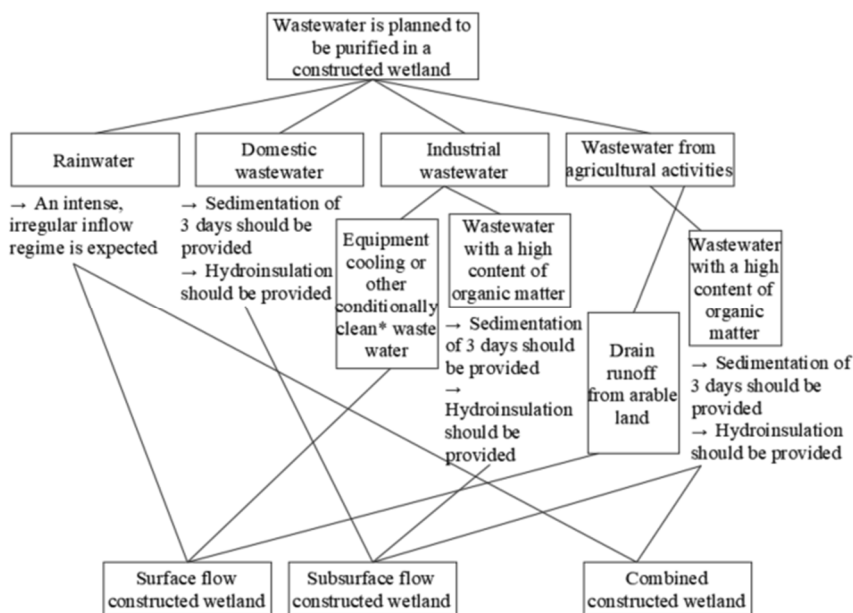 Wastewater is planned to
be purified in a
constructed wetland
Rainwater
Domestic
wastewater
Industrial
wastewater
Wastewater from
agricultural activities
→ An intense,
irregular inflow
regime is expected
→ Sedimentation of
3 days should be
provided
→ Hydroinsulation
should be provided
Equipment
cooling or
other
conditionally
clean* waste
water
Wastewater
with a high
content of
organic matter
→ Sedimentation
of 3 days should
be provided
→
Hydroinsulation
should be
provided
Drain
runoff
from arable
land
Wastewater
with a high
content of
organic
matter
→ Sedimentation of
3 days should be
provided
→ Hydroinsulation
should be provided
Surface flow
constructed wetland
Subsurface flow
constructed wetland
Combined
constructed wetland